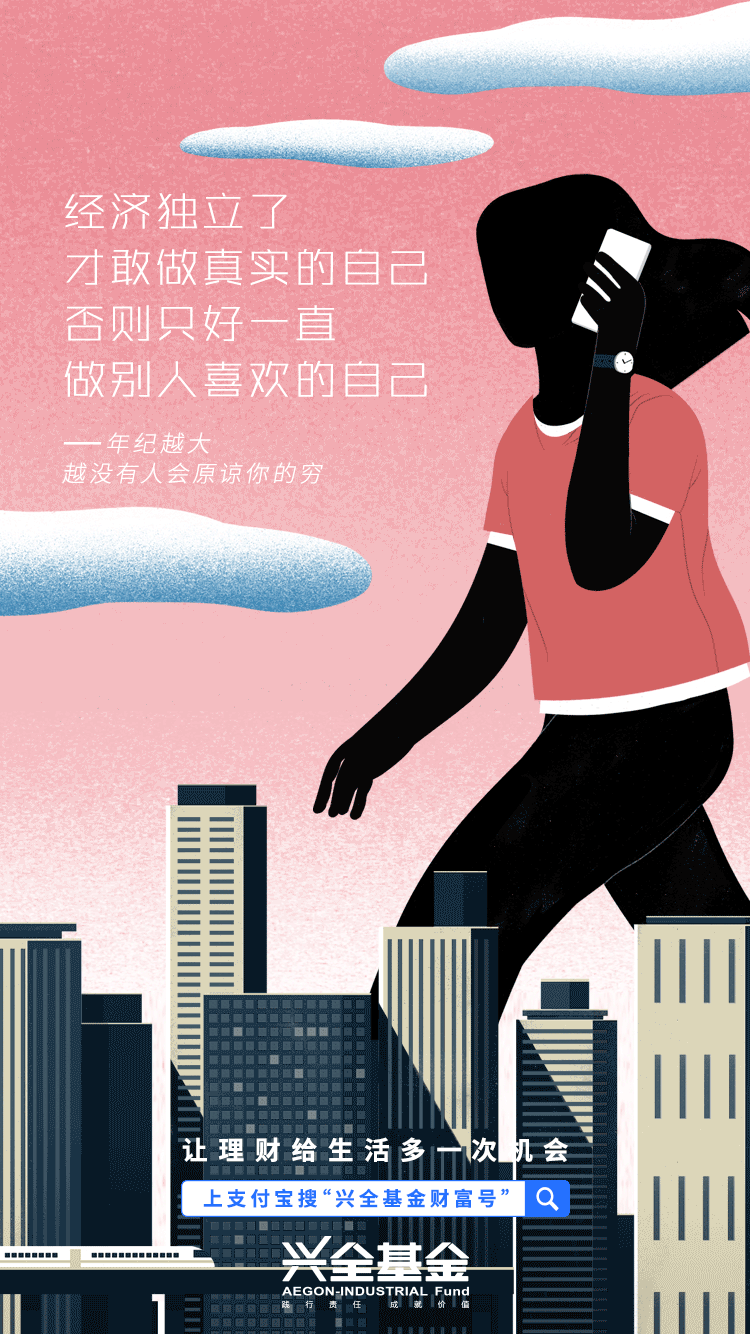 经济独立了
才敢做真实的自己
否则只好一直
做别人喜欢的自己
——年纪越大
越没有人会原谅你的穷
让理财给生活多一次机会
上支付宝搜“兴全基金财富号”
兴全基金
AEGON-INDUSTRIAL Fund
践行责任 成就价值